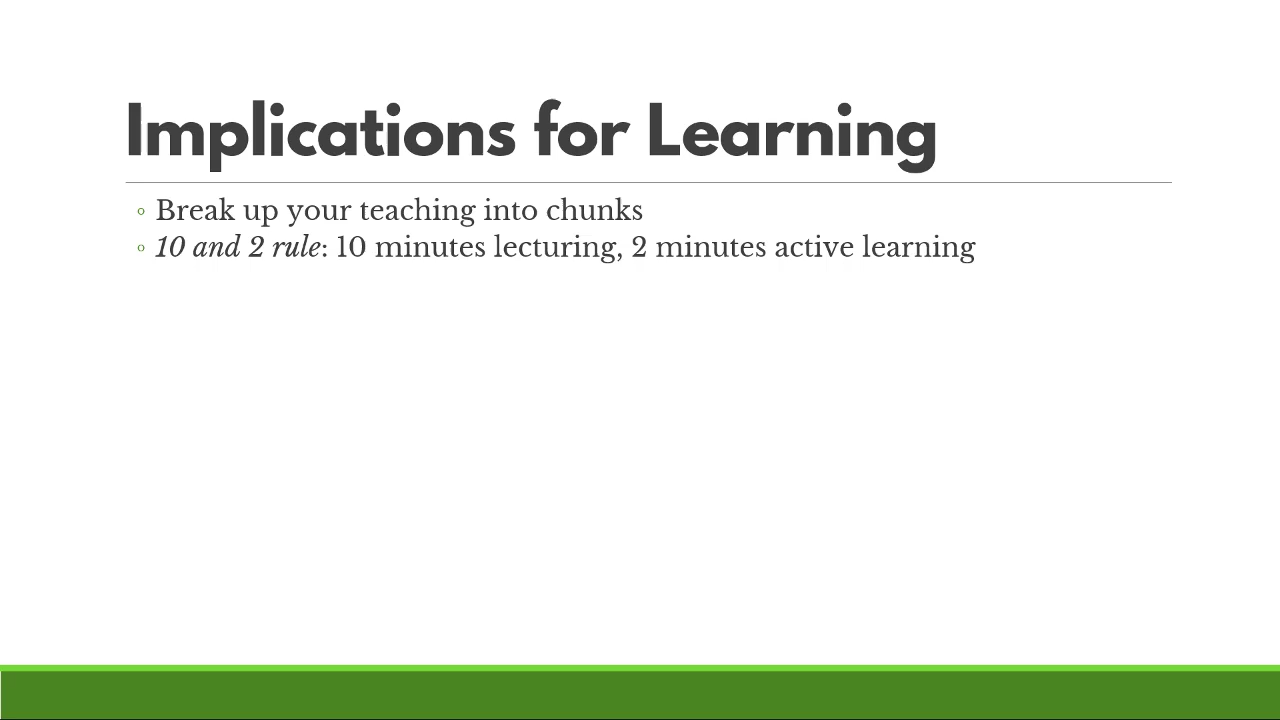 Implications for Learning
◦ Break up your teaching into chunks
◦ 10 and 2 rule: 10 minutes lecturing, 2 minutes active learning